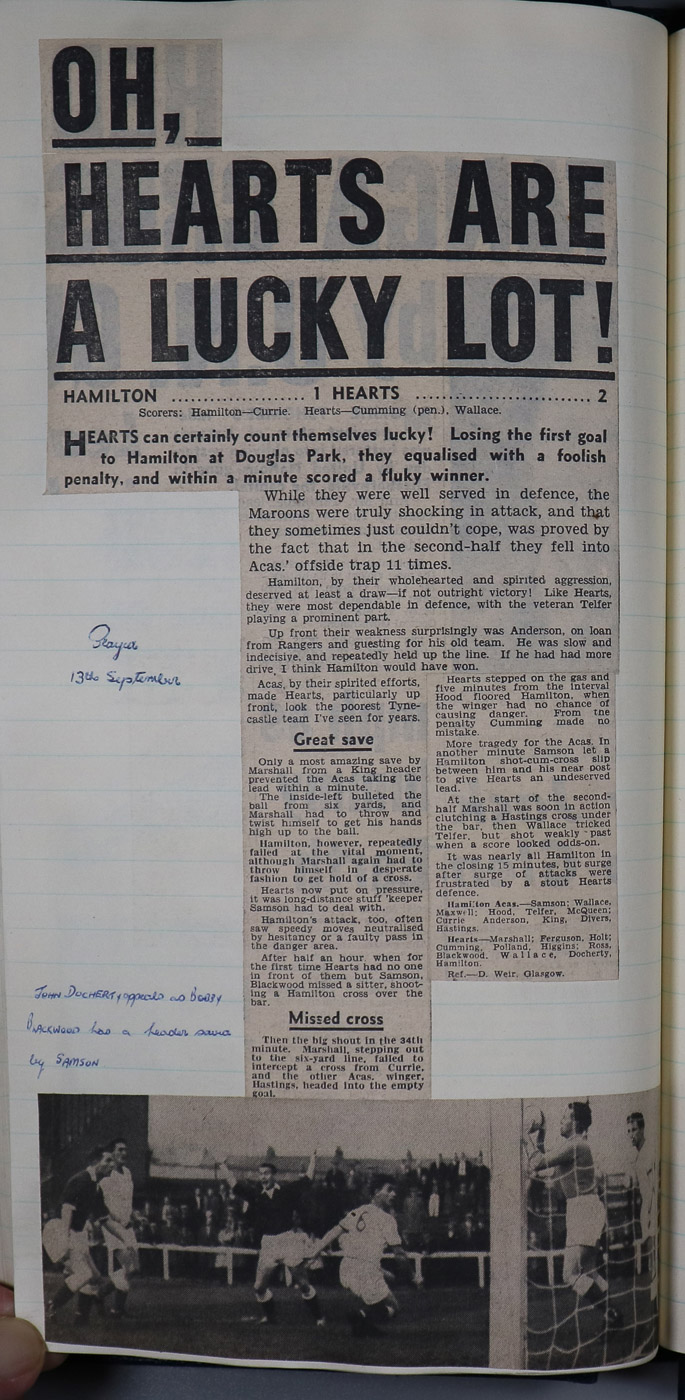 OH,
HEARTS ARE
A LUCKY LOT!
HAMILTON ..................... 1 HEARTS ............................ 2
Scorers: Hamilton—Currie. Hearts—Cumming (pen.), Wallace.
HEARTS can certainly count themselves lucky! Losing the first goal
to Hamilton at Douglas Park, they equalised with a foolish
penalty, and within a minute scored a fluky winner.
While they were well served in defence, the
Maroons were truly shocking in attack, and that
they sometimes just couldn't cope, was proved by
the fact that in the second-half they fell into
Acas.' offside trap 11 times.
Hamilton, by their wholehearted and spirited aggression,
deserved at least a draw—if not outright victory! Like Hearts,
they were most dependable in defence, with the veteran Telfer
playing a prominent part.
Up front their weakness surprisingly was Anderson, on loan
from Rangers and guesting for his old team. He was slow and
indecisive, and repeatedly held up the line. If he had had more
drive, I think Hamilton would have won.
Acas, by their spirited efforts,
made Hearts, particularly up
front, look the poorest Tyne-
castle team I've seen for years.
Great save
Only a most amazing save by
Marshall from a King header
prevented the Acas taking the
lead within a minute.
The inside-left bulleted the
ball from six yards, and
Marshall had to throw and
twist himself to get his hands
high up to the ball.
Hamilton, however, repeatedly
failed at the vital moment,
although Marshall again had to
throw himself in desperate
fashion to get hold of a cross.
Hearts now put on pressure,
it was long-distance stuff 'keeper
Samson had to deal with.
Hamilton's attack, too, often
saw speedy moves neutralised
by hesitancy or a faulty pass in
the danger area.
After half an hour, when for
the first time Hearts had no one
in front of them but Samson,
Blackwood missed a sitter, shoot-
ing a Hamilton cross over the
bar.
Missed cross
Then the big shout in the 34th
minute. Marshall, stepping out
to the six-yard line, failed to
intercept a cross from Currie,
and the other Acas. winger,
Hastings, headed into the empty
goal.
Hearts stepped on the gas and
five minutes from the interval
Hood floored Hamilton, when
the winger had no chance of
causing danger. From tne
penalty Cumming made no
mistake.
More tragedy for the Acas. In
another minute Samson let a
Hamilton shot-cum-cross slip
between him and his near post
to give Hearts an undeserved
lead.
At the start of the second-
half Marshall was soon in action
clutching a Hastings cross under
the bar, then Wallace tricked
Telfer, but shot weakly past
when a score looked odds-on.
It was nearly all Hamilton in
the closing 15 minutes, but surge
after surge of attacks were
frustrated by a stout Hearts
defence.
Hamilton Acas.—Samson; Wallace,
Maxwell; Hood, Telfer, McQueen;
Currie Anderson, King, Divers,
Hastings.
Hearts—Marshall; Ferguson, Holt;
Cumming, Polland, Higgins; Ross,
Blackwood, Wallace, Docherty,
Hamilton.
Ref.—D. Weir, Glasgow.
Played
13th September
JOHN DOCHERTY appeals as BOBBY
BLACKWOOD has a header saved
by SAMSON
6